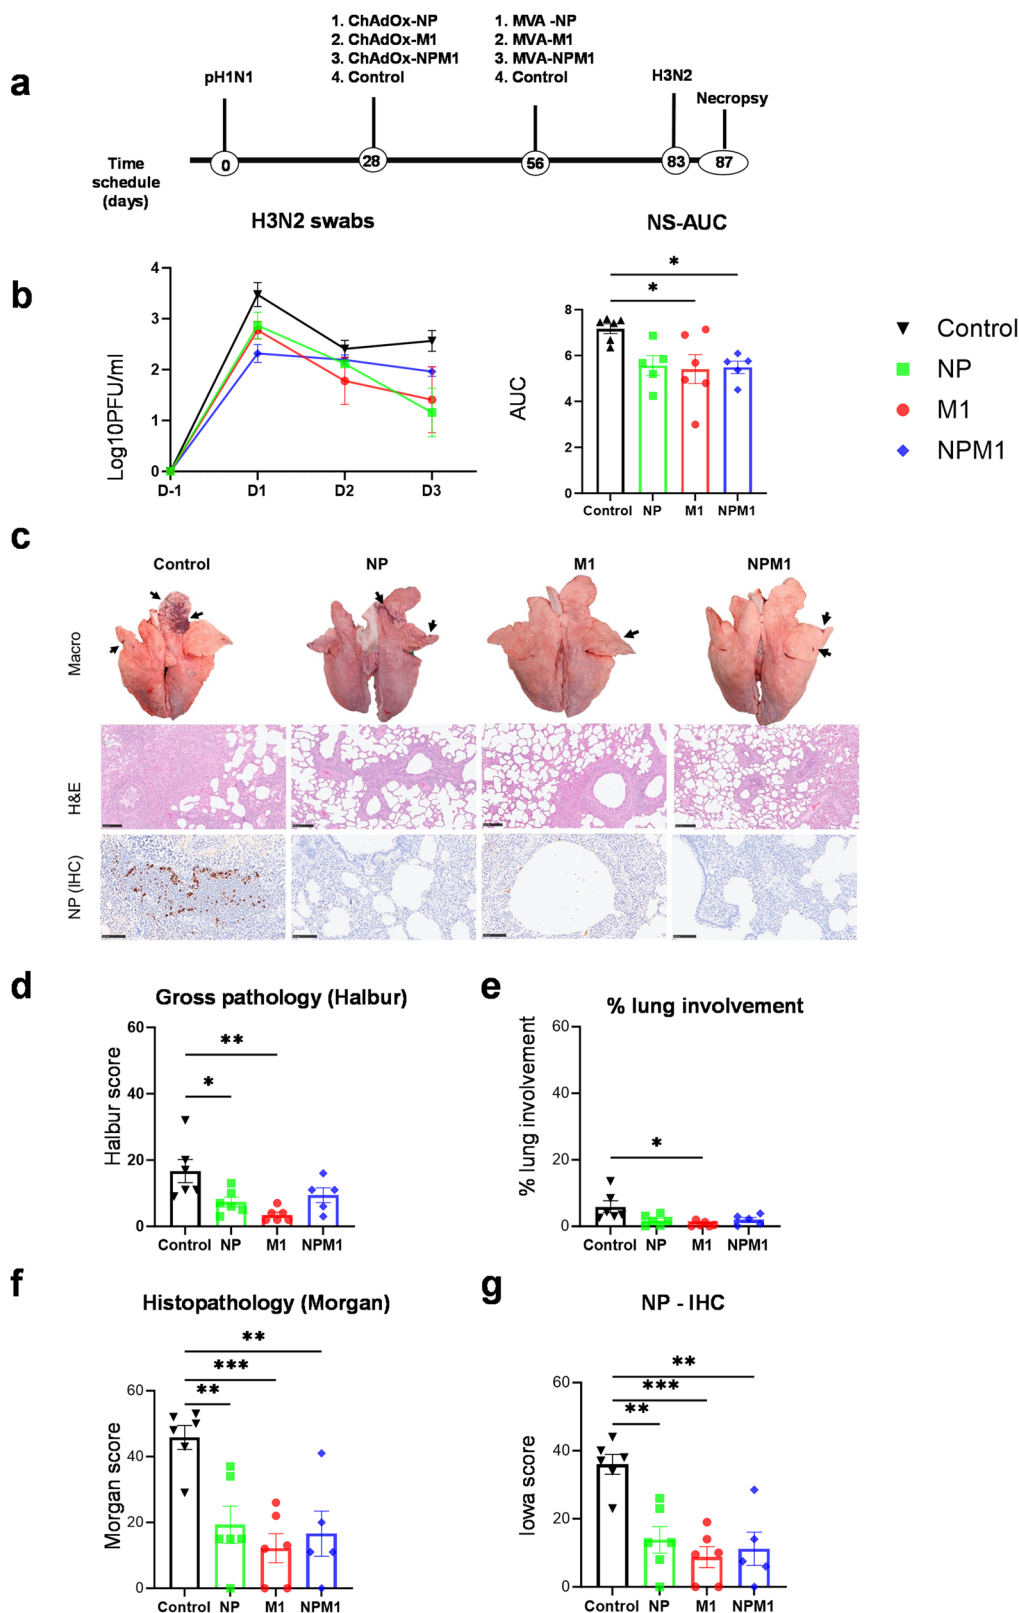 a
1. ChAdOx-NP
2. ChAdOx-M1
3. ChAdOx-NPM1
4. Control
1. MVA -NP
2. MVA-M1
3. MVA-NPM1
4. Control
pH1N1
H3N2
Necropsy
Time
schedule
(days)
0
28
56
83
87
b
H3N2 swabs
Log10PFU/ml
4
3
2
1
0
D-1
D1
D2
D3
NS-AUC
*
*
AUC
8
6
4
2
0
Control
NP
M1
NPM1
Control
NP
M1
NPM1
c
Control
NP
M1
NPM1
Macro
H&E
NP (IHC)
d
Gross pathology (Halbur)
Halbur score
60
40
20
0
**
*
Control
NP
M1
NPM1
e
% lung involvement
% lung involvement
60
40
20
0
*
Control
NP
M1
NPM1
f
Histopathology (Morgan)
Morgan score
60
40
20
0
**
***
**
Control
NP
M1
NPM1
g
NP - IHC
Iowa score
60
40
20
0
**
***
**
Control
NP
M1
NPM1